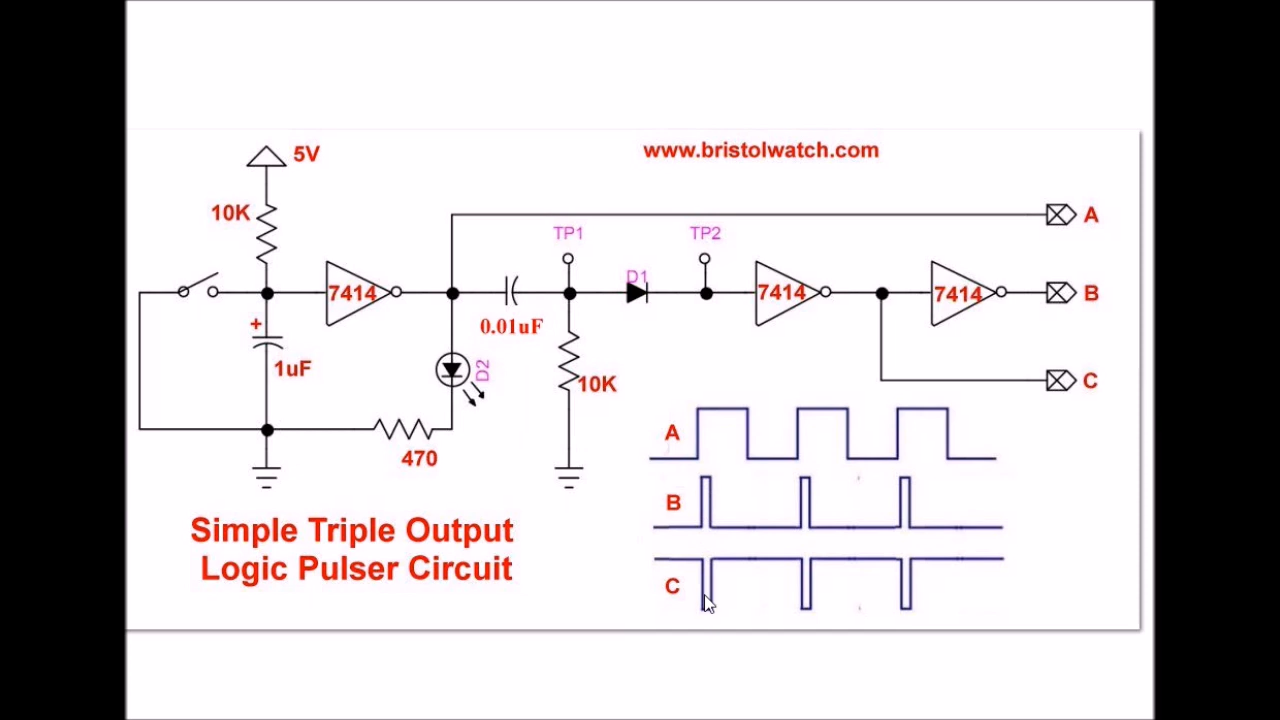 www.bristolwatch.com
5V
10K
A
TP1
TP2
D1
7414
7414
7414
B
0.01uF
1uF
D2
10K
C
470
A
B
C
Simple Triple Output
Logic Pulser Circuit